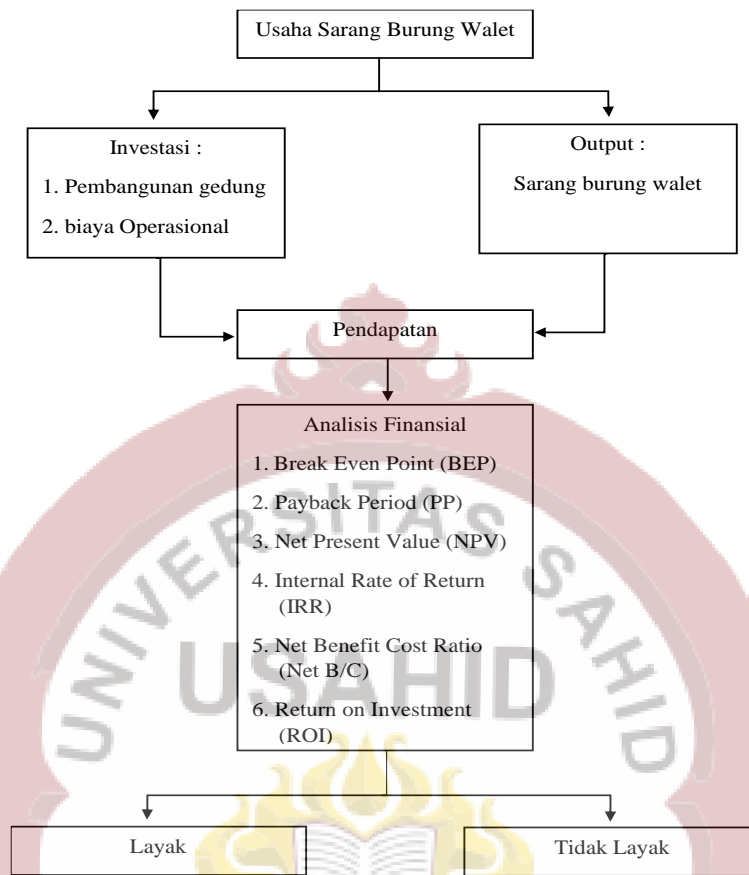 Usaha Sarang Burung Walet
Investasi :
1. Pembangunan gedung
2. biaya Operasional
Output :
Sarang burung walet
Pendapatan
Analisis Finansial
1. Break Even Point (BEP)
2. Payback Period (PP)
3. Net Present Value (NPV)
4. Internal Rate of Return
(IRR)
5. Net Benefit Cost Ratio
(Net B/C)
6. Return on Investment
(ROI)
Layak
Tidak Layak
UNIVERSITAS SAHID
USAHID